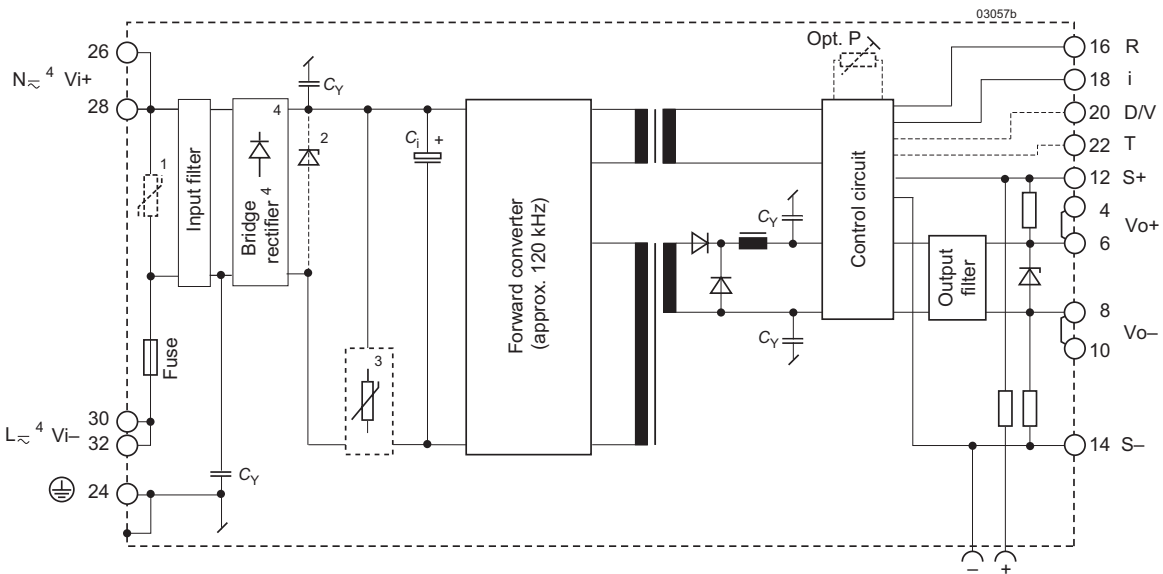 03057b
26
N≂ ⁴ Vi+
28
1
Input filter
4
Bridge
rectifier ⁴
CY
2
Ci
+
3
Fuse
30
L≂ ⁴ Vi–
32
24
CY
Forward converter
(approx. 120 kHz)
CY
CY
Opt. P
Control circuit
Output
filter
16 R
18 i
20 D/V
22 T
12 S+
4
Vo+
6
8
Vo–
10
14 S–
– +